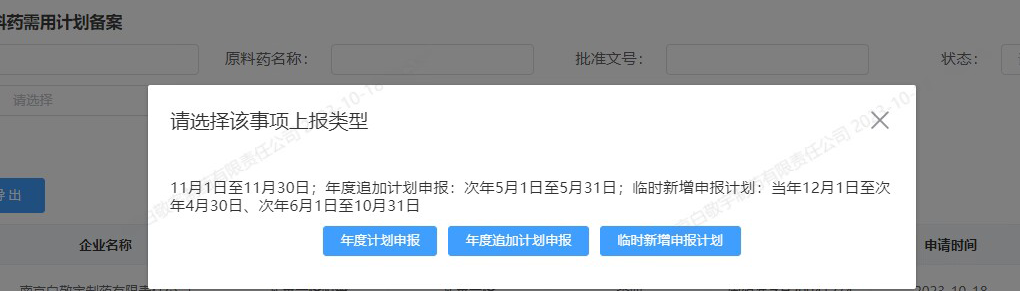 料药需用计划备案
原料药名称：
批准文号：
状态：
请选择
请选择该事项上报类型
11月1日至11月30日；年度追加计划申报：次年5月1日至5月31日；临时新增申报计划：当年12月1日至次
年4月30日、次年6月1日至10月31日
导出
年度计划申报
年度追加计划申报
临时新增申报计划
企业名称
申请时间
2023-10-18